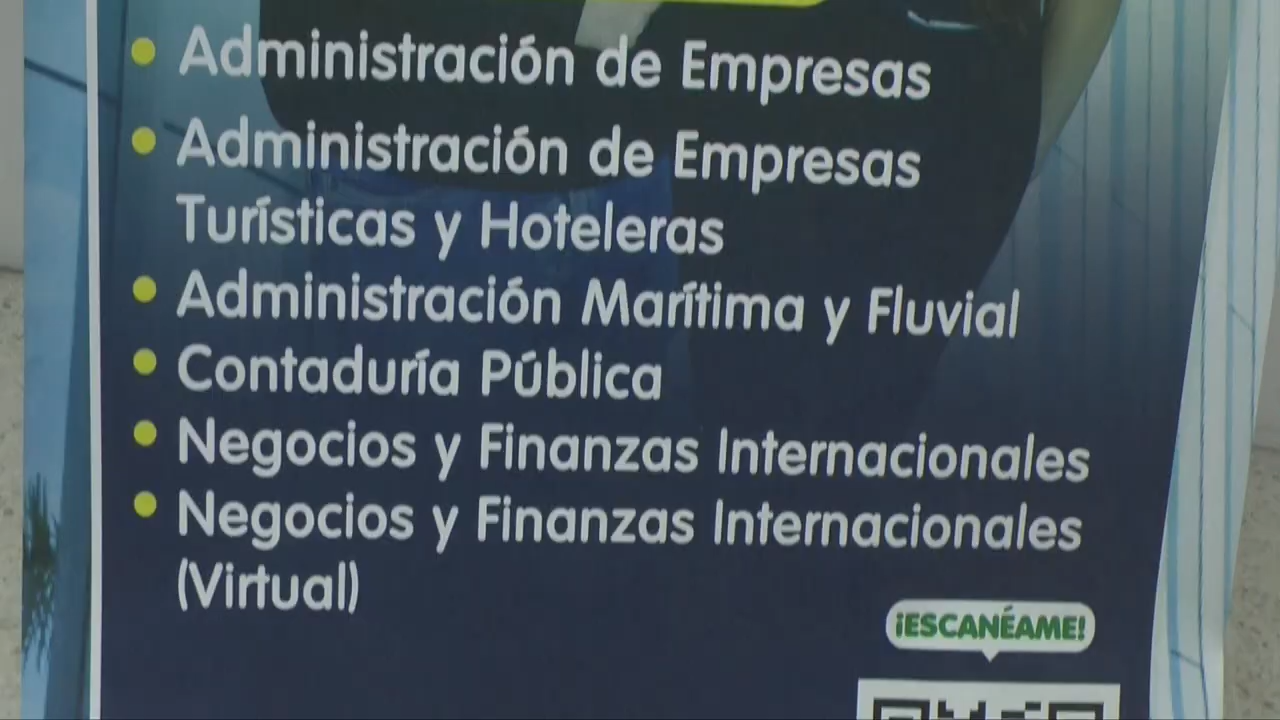 Administración de Empresas
Administración de Empresas
Turísticas y Hoteleras
Administración Marítima y Fluvial
Contaduría Pública
Negocios y Finanzas Internacionales
Negocios y Finanzas Internacionales
(Virtual)
¡ESCANÉAME!